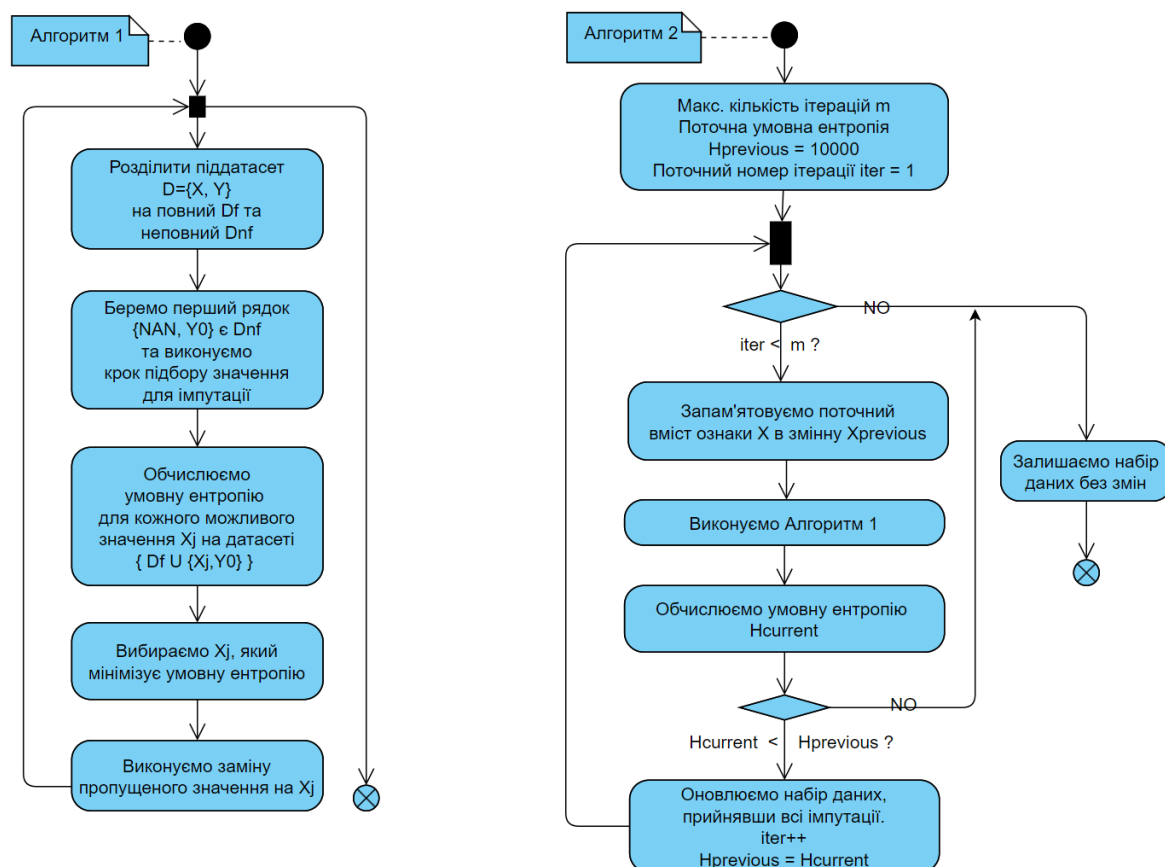 Алгоритм 1
Розділити піддатасет
D={X, Y}
на повний Df та
неповний Dnf
Беремо перший рядок
{NAN, Y0} є Dnf
та виконуємо
крок підбору значення
для імпутації
Обчислюємо
умовну ентропію
для кожного можливого
значення Xj на датасеті
{ Df U {Xj,Y0} }
Вибираємо Xj, який
мінімізує умовну ентропію
Виконуємо заміну
пропущеного значення на Xj
Алгоритм 2
Макс. кількість ітерацій m
Поточна умовна ентропія
Hprevious = 10000
Поточний номер ітерації iter = 1
NO
iter < m ?
Запам'ятовуємо поточний
вміст ознаки X в змінну Xprevious
Виконуємо Алгоритм 1
Обчислюємо умовну ентропію
Hcurrent
NO
Hcurrent < Hprevious ?
Оновлюємо набір даних,
прийнявши всі імпутації.
iter++
Hprevious = Hcurrent
Залишаємо набір
даних без змін